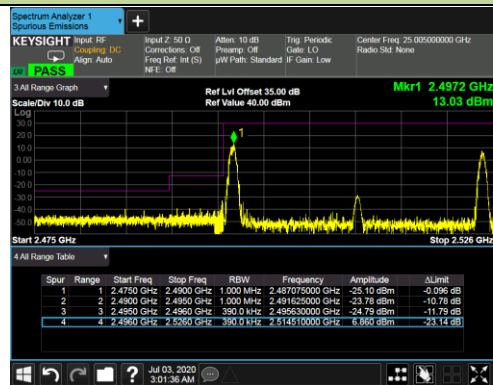 Spectrum Analyzer 1
Spurious Emissions
+
KEYSIGHT Input: RF Input Z: 50 Ω Atten: 10 dB Trig: Periodic Center Freq: 25.005000000 GHz
Coupling: DC Corrections: Off Preamp: Off Gate: LO Radio Std: None
Align: Auto Freq Ref: Int (S) µW Path: Standard IF Gain: Low
NFE: Off
PASS
3 All Range Graph Ref Lvl Offset 35.00 dB Mkr1 2.4972 GHz
Scale/Div 10.0 dB Ref Value 40.00 dBm 13.03 dBm
Log
30.0
20.0
10.0
0.00
-10.0
-20.0
-30.0
-40.0
-50.0
1
Start 2.475 GHz Stop 2.526 GHz
4 All Range Table
Spur Range Start Freq Stop Freq RBW Frequency Amplitude ΔLimit
1 1 2.4750 GHz 2.4900 GHz 1.000 MHz 2.487075000 GHz -25.10 dBm -0.096 dB
2 2 2.4900 GHz 2.4950 GHz 1.000 MHz 2.491625000 GHz -23.78 dBm -10.78 dB
3 3 2.4950 GHz 2.4960 GHz 390.0 kHz 2.495630000 GHz -24.79 dBm -11.79 dB
4 4 2.4960 GHz 2.5260 GHz 390.0 kHz 2.514510000 GHz 6.860 dBm -23.14 dB
? Jul 03, 2020
3:01:36 AM